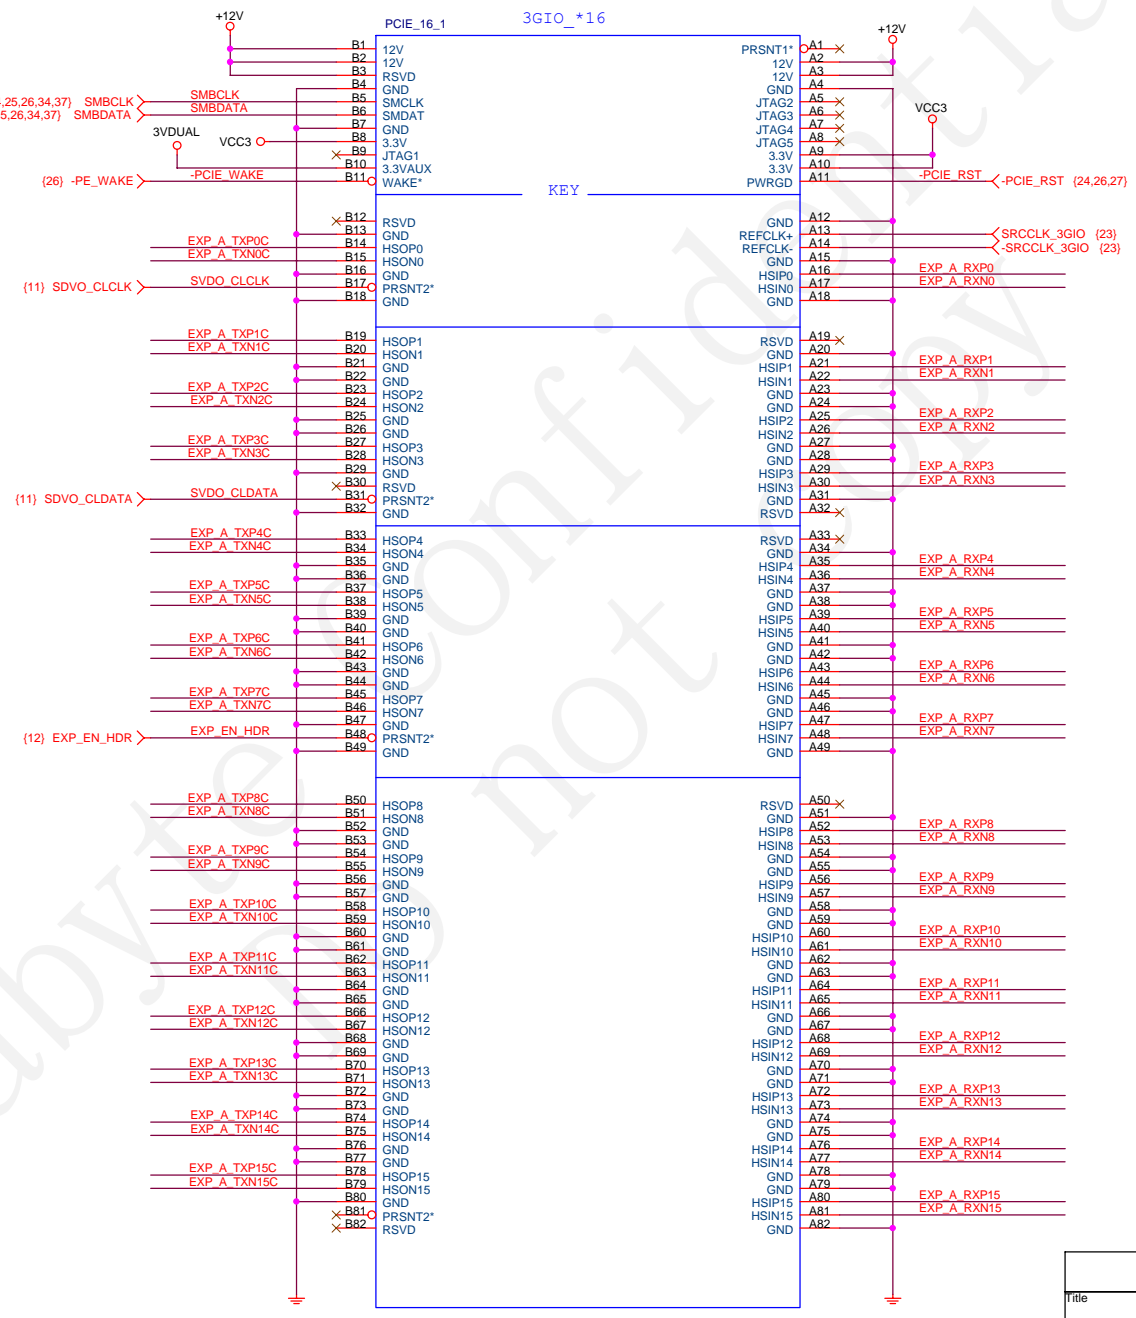 +12V
PCIE_16_1
3GIO_*16
+12V
B1 12V PRSNT1* A1
B2 12V 12V A2
B3 RSVD 12V A3
B4 GND GND A4
,25,26,34,37} SMBCLK SMBCLK B5 SMCLK JTAG2 A5
5,26,34,37} SMBDATA SMBDATA B6 SMDAT JTAG3 A6
VCC3
3VDUAL B7 GND JTAG4 A7
VCC3 B8 3.3V JTAG5 A8
B9 JTAG1 3.3V A9
B10 3.3VAUX 3.3V A10
{26} -PE_WAKE -PCIE_WAKE B11 WAKE* PWRGD A11 -PCIE_RST -PCIE_RST {24,26,27}
KEY
B12 RSVD GND A12
B13 GND REFCLK+ A13 SRCCLK_3GIO {23}
EXP_A_TXP0C B14 HSOP0 REFCLK- A14 -SRCCLK_3GIO {23}
EXP_A_TXN0C B15 HSON0 GND A15
B16 GND HSIP0 A16 EXP_A_RXP0
{11} SDVO_CLCLK SVDO_CLCLK B17 PRSNT2* HSIN0 A17 EXP_A_RXN0
B18 GND GND A18
EXP_A_TXP1C B19 HSOP1 RSVD A19
EXP_A_TXN1C B20 HSON1 GND A20
B21 GND HSIP1 A21 EXP_A_RXP1
B22 GND HSIN1 A22 EXP_A_RXN1
EXP_A_TXP2C B23 HSOP2 GND A23
EXP_A_TXN2C B24 HSON2 GND A24
B25 GND HSIP2 A25 EXP_A_RXP2
B26 GND HSIN2 A26 EXP_A_RXN2
EXP_A_TXP3C B27 HSOP3 GND A27
EXP_A_TXN3C B28 HSON3 GND A28
B29 GND HSIP3 A29 EXP_A_RXP3
B30 RSVD HSIN3 A30 EXP_A_RXN3
{11} SDVO_CLDATA SVDO_CLDATA B31 PRSNT2* GND A31
B32 GND RSVD A32
EXP_A_TXP4C B33 HSOP4 RSVD A33
EXP_A_TXN4C B34 HSON4 GND A34
B35 GND HSIP4 A35 EXP_A_RXP4
B36 GND HSIN4 A36 EXP_A_RXN4
EXP_A_TXP5C B37 HSOP5 GND A37
EXP_A_TXN5C B38 HSON5 GND A38
B39 GND HSIP5 A39 EXP_A_RXP5
B40 GND HSIN5 A40 EXP_A_RXN5
EXP_A_TXP6C B41 HSOP6 GND A41
EXP_A_TXN6C B42 HSON6 GND A42
B43 GND HSIP6 A43 EXP_A_RXP6
B44 GND HSIN6 A44 EXP_A_RXN6
EXP_A_TXP7C B45 HSOP7 GND A45
EXP_A_TXN7C B46 HSON7 GND A46
B47 GND HSIP7 A47 EXP_A_RXP7
{12} EXP_EN_HDR EXP_EN_HDR B48 PRSNT2* HSIN7 A48 EXP_A_RXN7
B49 GND GND A49
EXP_A_TXP8C B50 HSOP8 RSVD A50
EXP_A_TXN8C B51 HSON8 GND A51
B52 GND HSIP8 A52 EXP_A_RXP8
B53 GND HSIN8 A53 EXP_A_RXN8
EXP_A_TXP9C B54 HSOP9 GND A54
EXP_A_TXN9C B55 HSON9 GND A55
B56 GND HSIP9 A56 EXP_A_RXP9
B57 GND HSIN9 A57 EXP_A_RXN9
EXP_A_TXP10C B58 HSOP10 GND A58
EXP_A_TXN10C B59 HSON10 GND A59
B60 GND HSIP10 A60 EXP_A_RXP10
B61 GND HSIN10 A61 EXP_A_RXN10
EXP_A_TXP11C B62 HSOP11 GND A62
EXP_A_TXN11C B63 HSON11 GND A63
B64 GND HSIP11 A64 EXP_A_RXP11
B65 GND HSIN11 A65 EXP_A_RXN11
EXP_A_TXP12C B66 HSOP12 GND A66
EXP_A_TXN12C B67 HSON12 GND A67
B68 GND HSIP12 A68 EXP_A_RXP12
B69 GND HSIN12 A69 EXP_A_RXN12
EXP_A_TXP13C B70 HSOP13 GND A70
EXP_A_TXN13C B71 HSON13 GND A71
B72 GND HSIP13 A72 EXP_A_RXP13
B73 GND HSIN13 A73 EXP_A_RXN13
EXP_A_TXP14C B74 HSOP14 GND A74
EXP_A_TXN14C B75 HSON14 GND A75
B76 GND HSIP14 A76 EXP_A_RXP14
B77 GND HSIN14 A77 EXP_A_RXN14
EXP_A_TXP15C B78 HSOP15 GND A78
EXP_A_TXN15C B79 HSON15 GND A79
B80 GND HSIP15 A80 EXP_A_RXP15
B81 PRSNT2* HSIN15 A81 EXP_A_RXN15
B82 RSVD GND A82
Title
abyte Confidenti
not copy